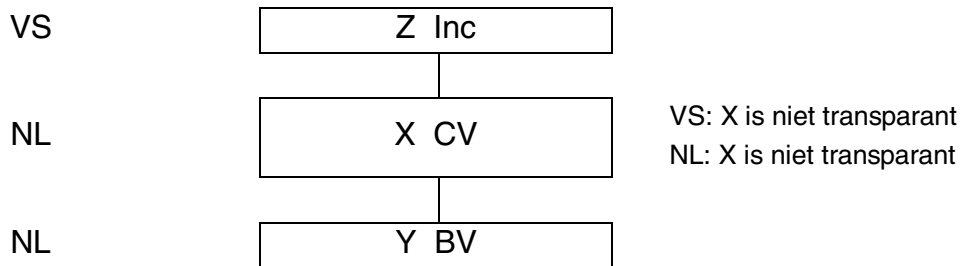 VS
Z Inc
NL
X CV
VS: X is niet transparant
NL: X is niet transparant
NL
Y BV